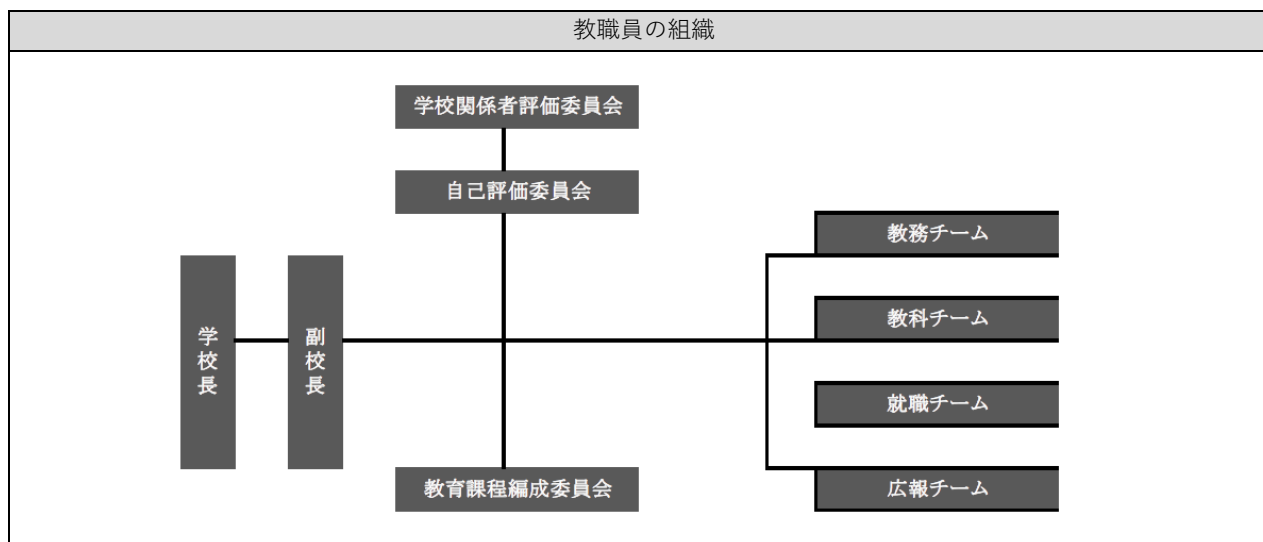 教職員の組織
学校関係者評価委員会
自己評価委員会
教務チーム
学校長
副校長
教科チーム
就職チーム
教育課程編成委員会
広報チーム